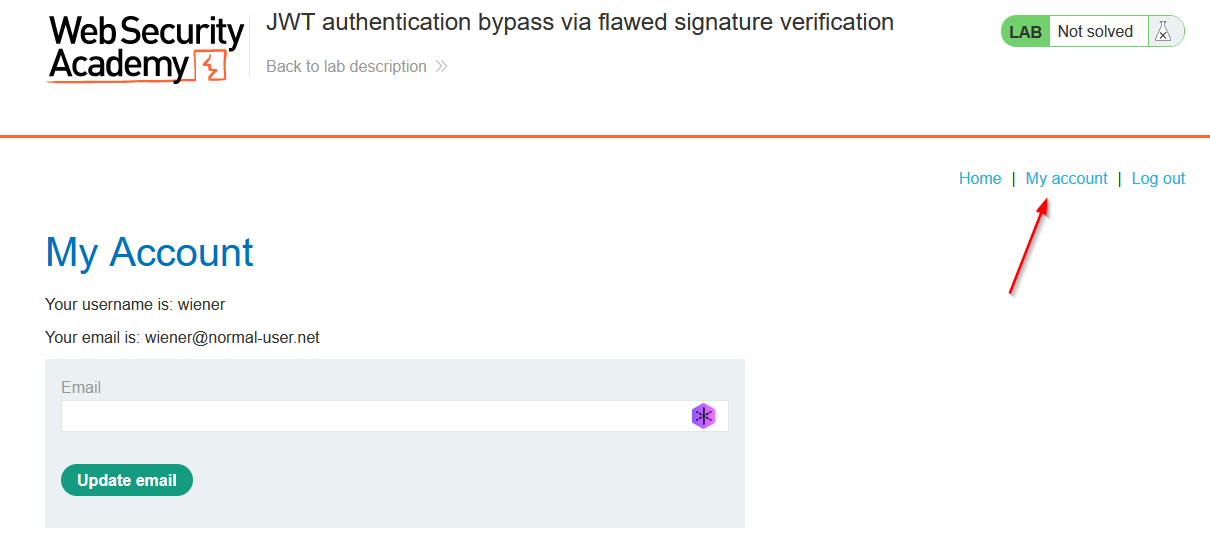 Web Security
Academy
JWT authentication bypass via flawed signature verification
Back to lab description
LAB Not solved
Home | My account | Log out
My Account
Your username is: wiener
Your email is: wiener@normal-user.net
Email
Update email